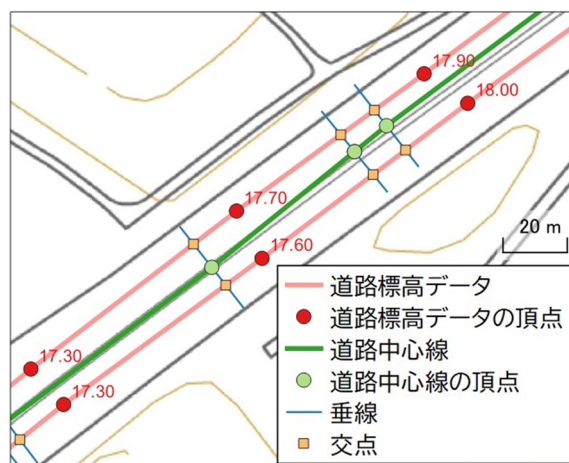 17.90
18.00
17.70
17.60
20 m
17.30
17.30
道路標高データ
道路標高データの頂点
道路中心線
道路中心線の頂点
垂線
交点